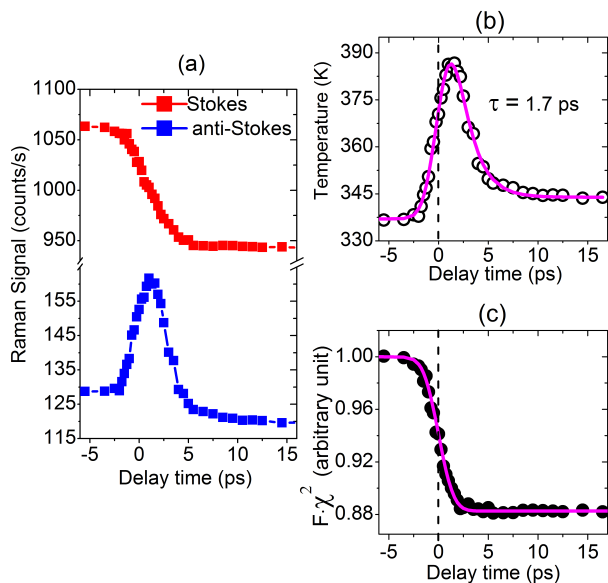 (a)
Stokes
anti-Stokes
Raman Signal (counts/s)
1100
1050
1000
950
155
145
135
125
115
-5 0 5 10 15
Delay time (ps)
(b)
τ = 1.7 ps
Temperature (K)
390
375
360
345
330
-5 0 5 10 15
Delay time (ps)
(c)
F·χ² (arbitrary unit)
1.00
0.96
0.92
0.88
-5 0 5 10 15
Delay time (ps)